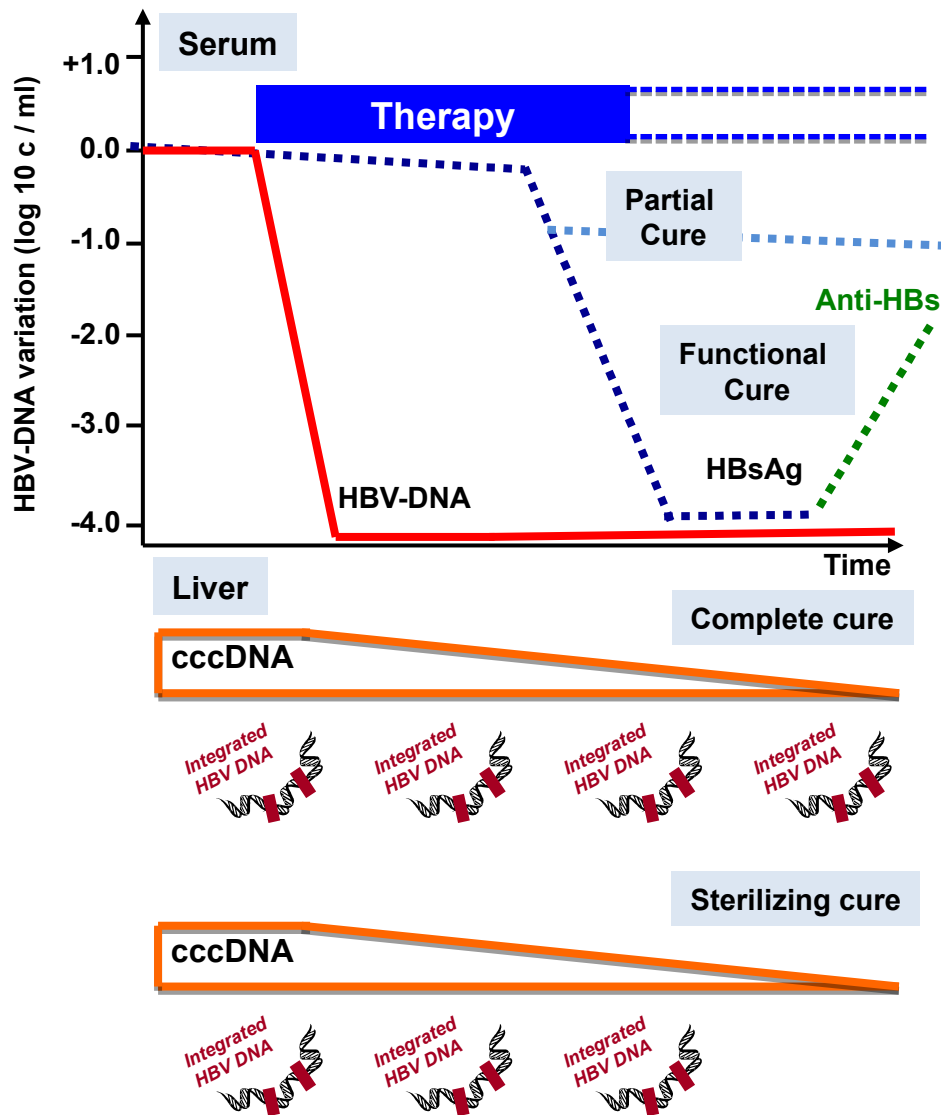 Serum
HBV-DNA variation (log 10 c / ml)
+1.0
0.0
-1.0
-2.0
-3.0
-4.0
Therapy
Partial
Cure
Anti-HBs
Functional
Cure
HBsAg
HBV-DNA
Time
Liver
Complete cure
cccDNA
Integrated
HBV DNA
Integrated
HBV DNA
Integrated
HBV DNA
Integrated
HBV DNA
Sterilizing cure
cccDNA
Integrated
HBV DNA
Integrated
HBV DNA
Integrated
HBV DNA